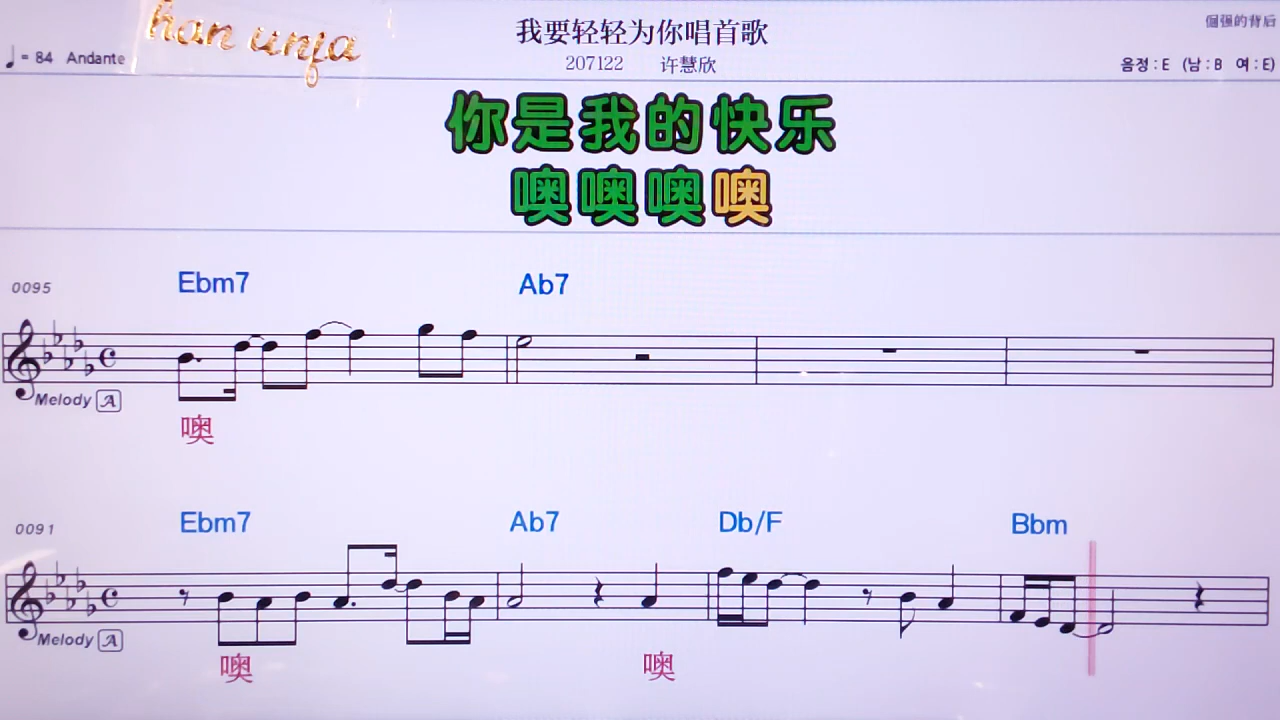 han unja
我要轻轻为你唱首歌
倔强的背后
♩= 84 Andante
207122 许慧欣
음정 : E (남 : B 여 : E)
你是我的快乐
噢噢噢噢
Ebm7 Ab7
0095
Melody A
噢
Ebm7 Ab7 Db/F Bbm
0091
Melody A
噢 噢